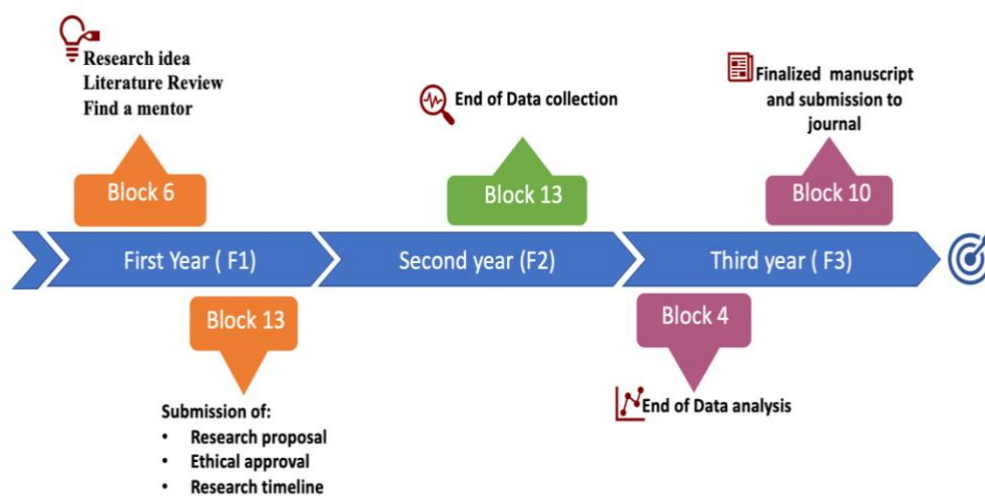 Research idea
Literature Review
Find a mentor
End of Data collection
Finalized manuscript
and submission to
journal
Block 6
Block 13
Block 10
First Year ( F1)
Second year (F2)
Third year ( F3)
Block 13
Block 4
Submission of:
• Research proposal
• Ethical approval
• Research timeline
End of Data analysis